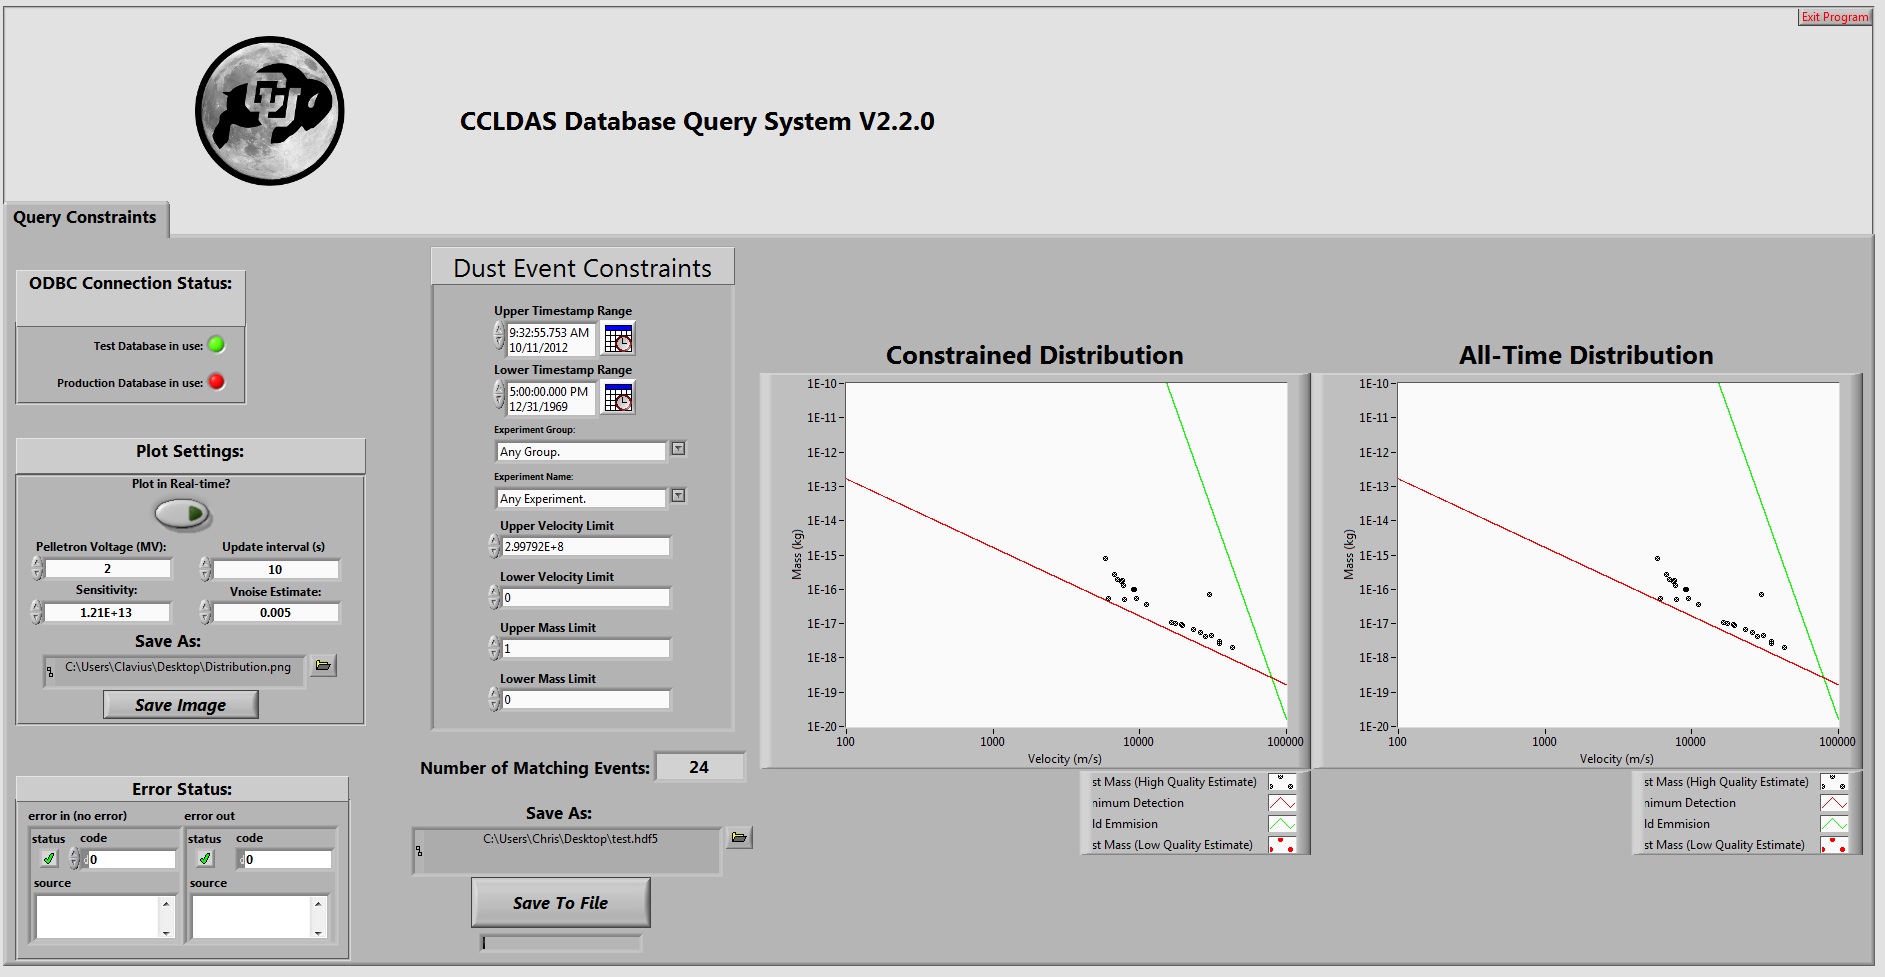 Exit Program
CU
CCLDAS Database Query System V2.2.0
Query Constraints
ODBC Connection Status:
Test Database in use:
Production Database in use:
Plot Settings:
Plot in Real-time?
Pelletron Voltage (MV):
2
Update interval (s)
10
Sensitivity:
1.21E+13
Vnoise Estimate:
0.005
Save As:
C:\Users\Clavius\Desktop\Distribution.png
Save Image
Error Status:
error in (no error)
status
code
0
source
error out
status
code
0
source
Dust Event Constraints
Upper Timestamp Range
9:32:55.753 AM
10/11/2012
Lower Timestamp Range
5:00:00.000 PM
12/31/1969
Experiment Group:
Any Group.
Experiment Name:
Any Experiment.
Upper Velocity Limit
2.99792E+8
Lower Velocity Limit
0
Upper Mass Limit
1
Lower Mass Limit
0
Number of Matching Events:
24
Save As:
C:\Users\Chris\Desktop\test.hdf5
Save To File
Constrained Distribution
Mass (kg)
1E-10
1E-11
1E-12
1E-13
1E-14
1E-15
1E-16
1E-17
1E-18
1E-19
1E-20
100
1000
10000
100000
Velocity (m/s)
st Mass (High Quality Estimate)
nimum Detection
ld Emmision
st Mass (Low Quality Estimate)
All-Time Distribution
Mass (kg)
1E-10
1E-11
1E-12
1E-13
1E-14
1E-15
1E-16
1E-17
1E-18
1E-19
1E-20
100
1000
10000
100000
Velocity (m/s)
st Mass (High Quality Estimate)
nimum Detection
ld Emmision
st Mass (Low Quality Estimate)